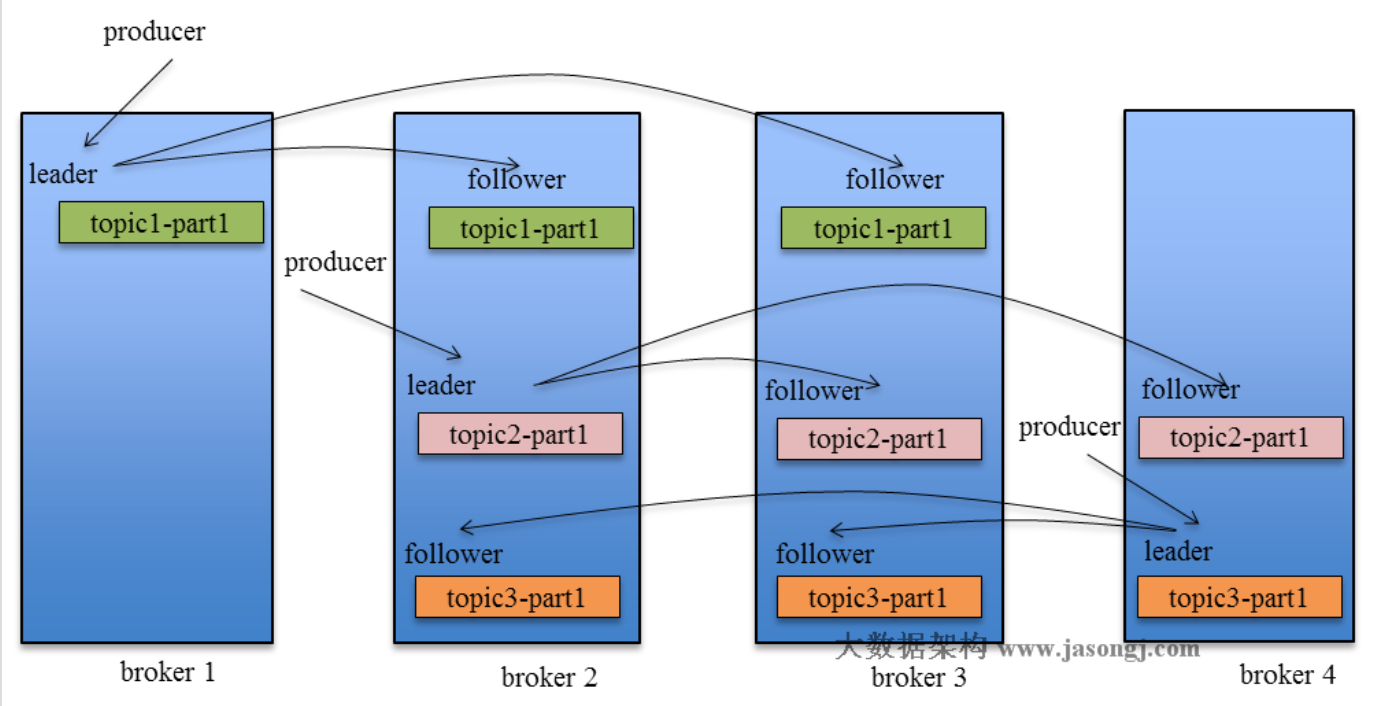 producer
leader
follower
follower
topic1-part1
topic1-part1
topic1-part1
producer
leader
follower
follower
topic2-part1
topic2-part1
topic2-part1
producer
follower
follower
leader
topic3-part1
topic3-part1
topic3-part1
大数据架构 www.jasongj.com
broker 1
broker 2
broker 3
broker 4